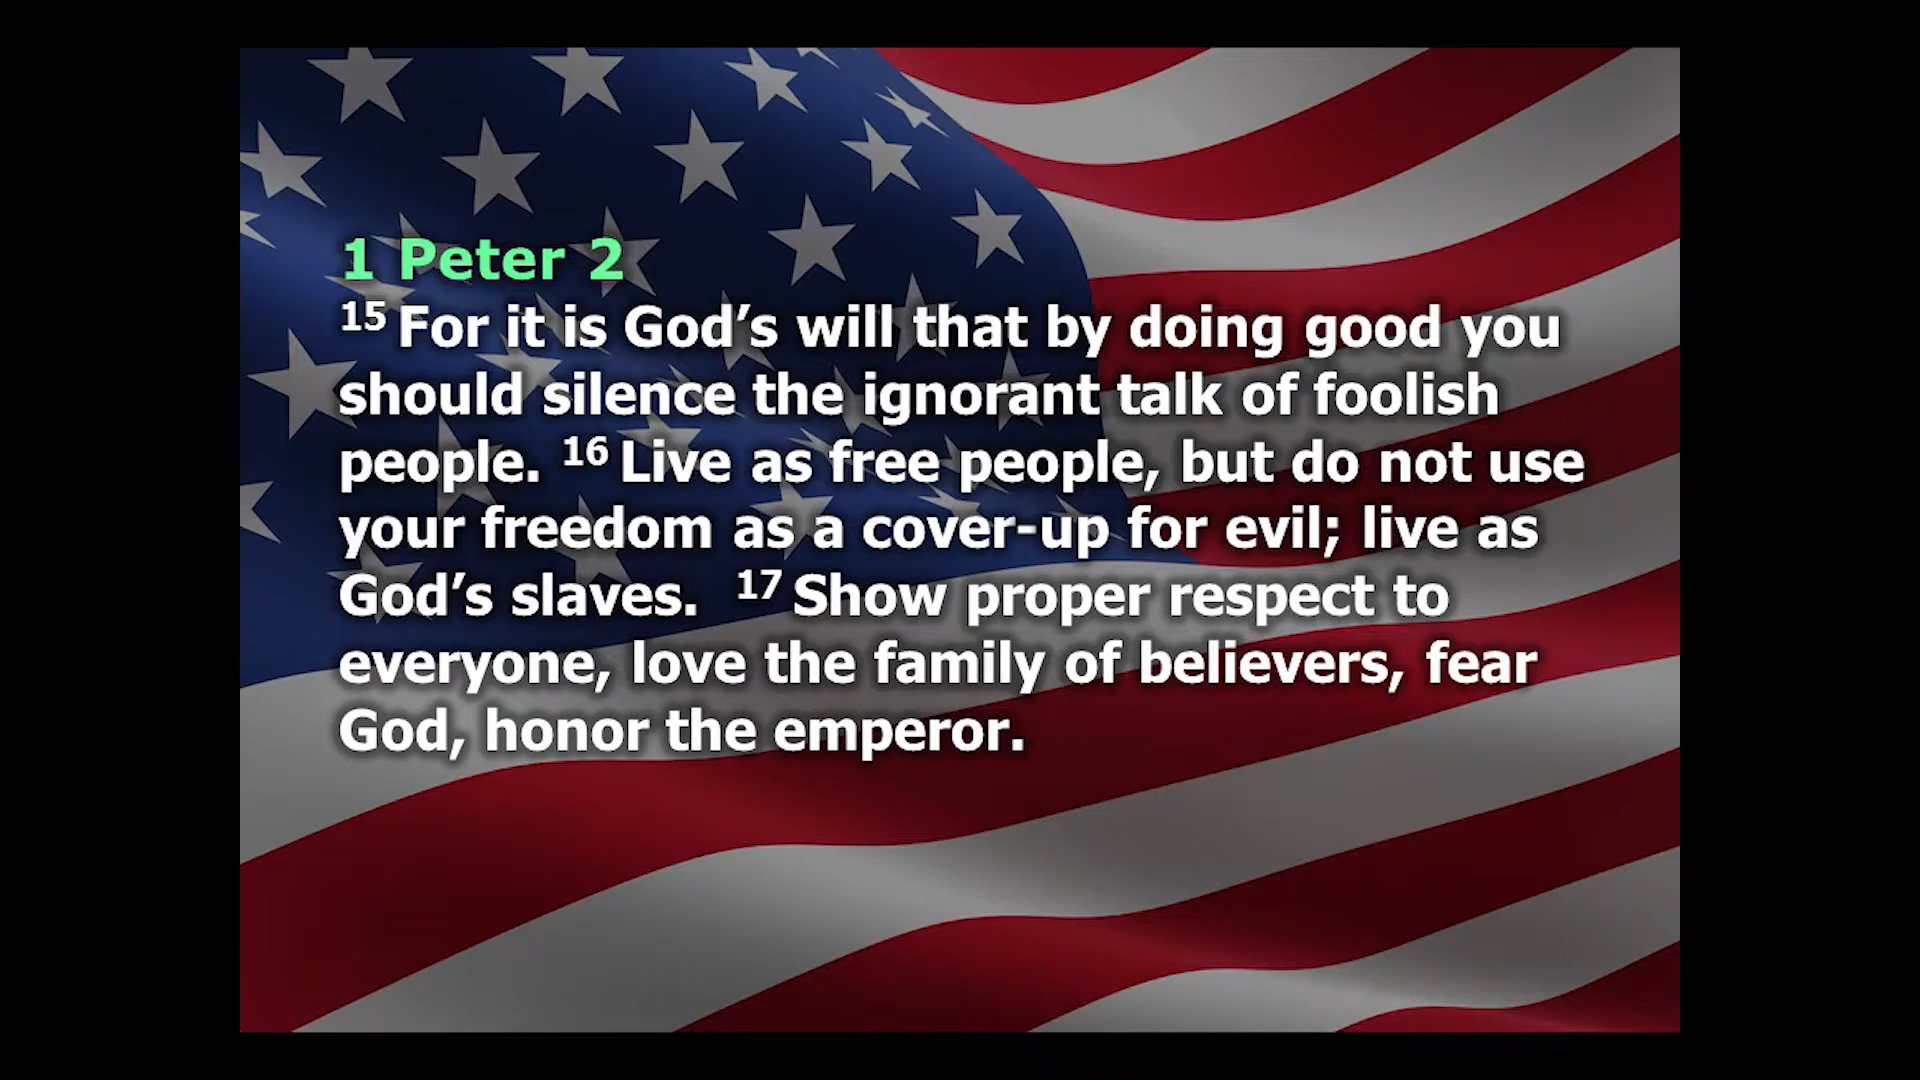 1 Peter 2
15 For it is God’s will that by doing good you
should silence the ignorant talk of foolish
people. 16 Live as free people, but do not use
your freedom as a cover-up for evil; live as
God’s slaves. 17 Show proper respect to
everyone, love the family of believers, fear
God, honor the emperor.